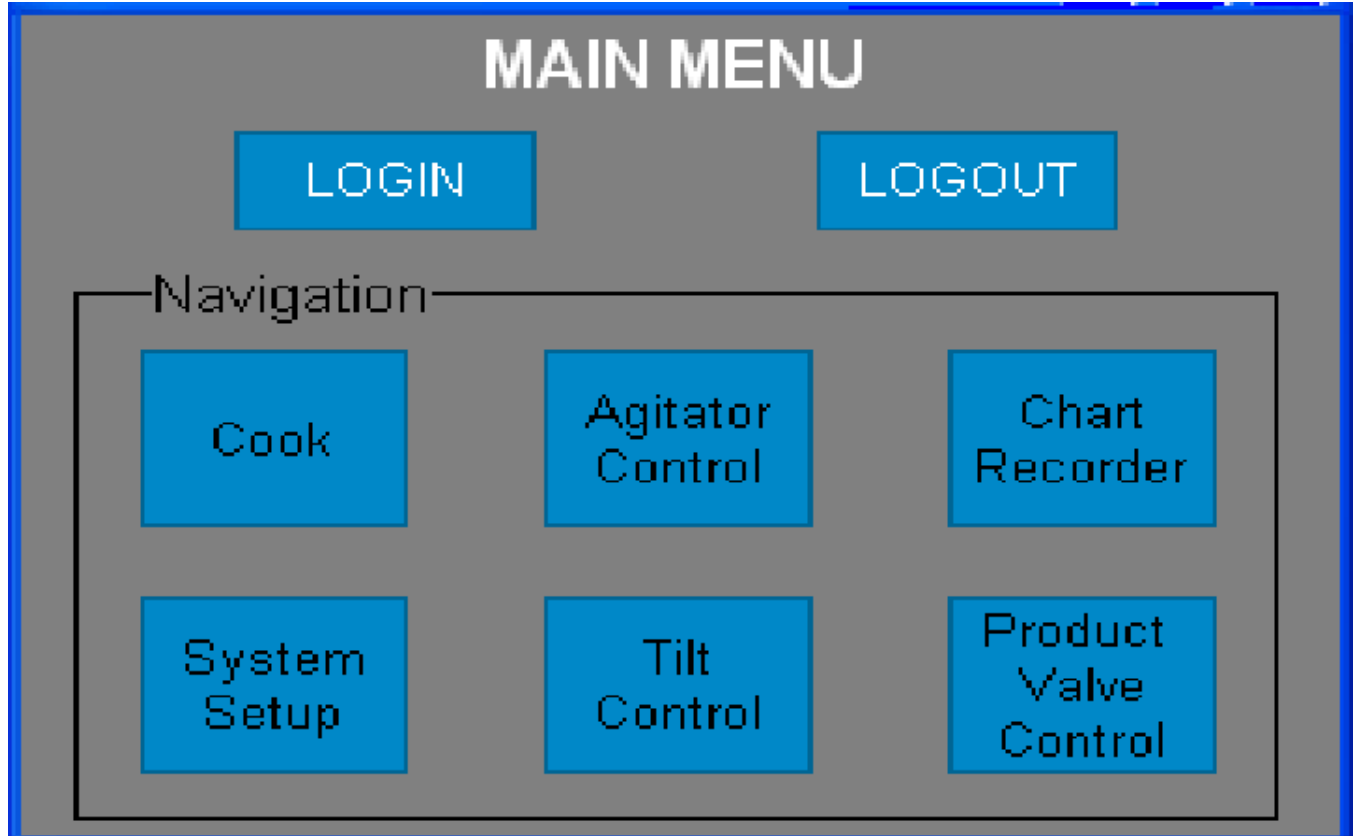 MAIN MENU
LOGIN
LOGOUT
Navigation
Cook
Agitator
Control
Chart
Recorder
System
Setup
Tilt
Control
Product
Valve
Control